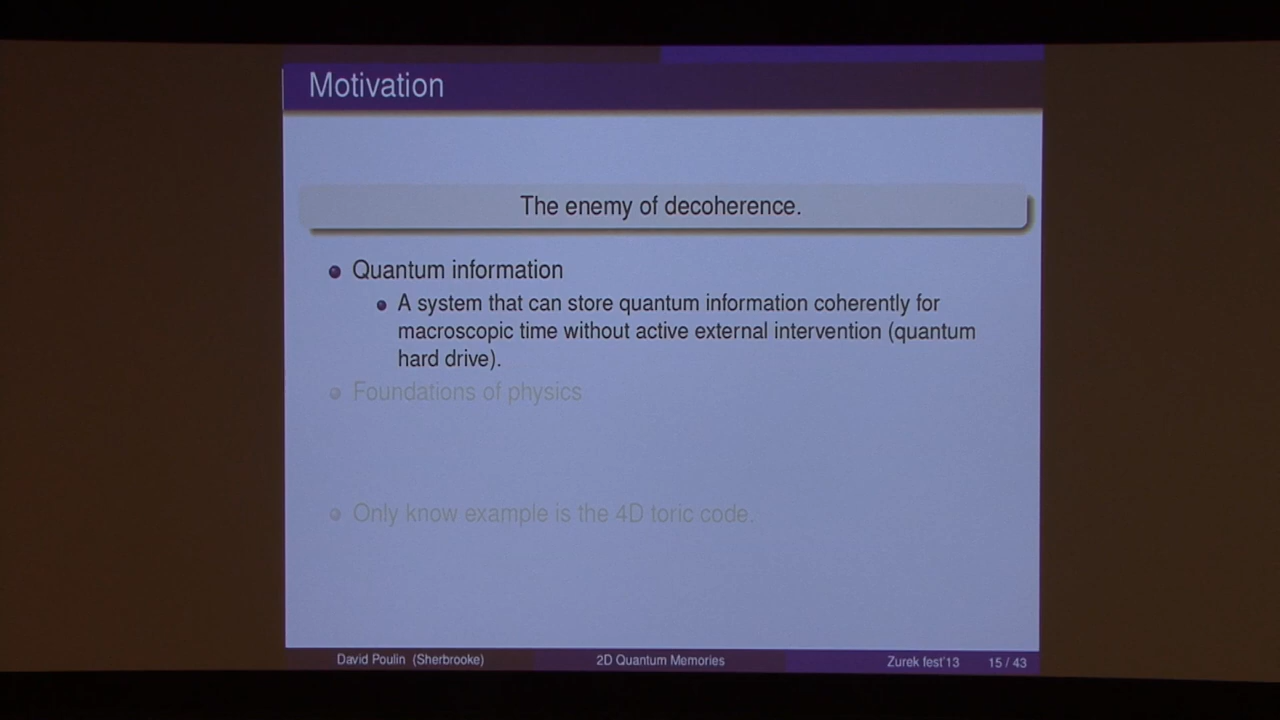 Motivation
The enemy of decoherence.
Quantum information
A system that can store quantum information coherently for
macroscopic time without active external intervention (quantum
hard drive).
Foundations of physics
Only know example is the 4D toric code.
David Poulin (Sherbrooke) 2D Quantum Memories Zurek fest'13 15 / 43